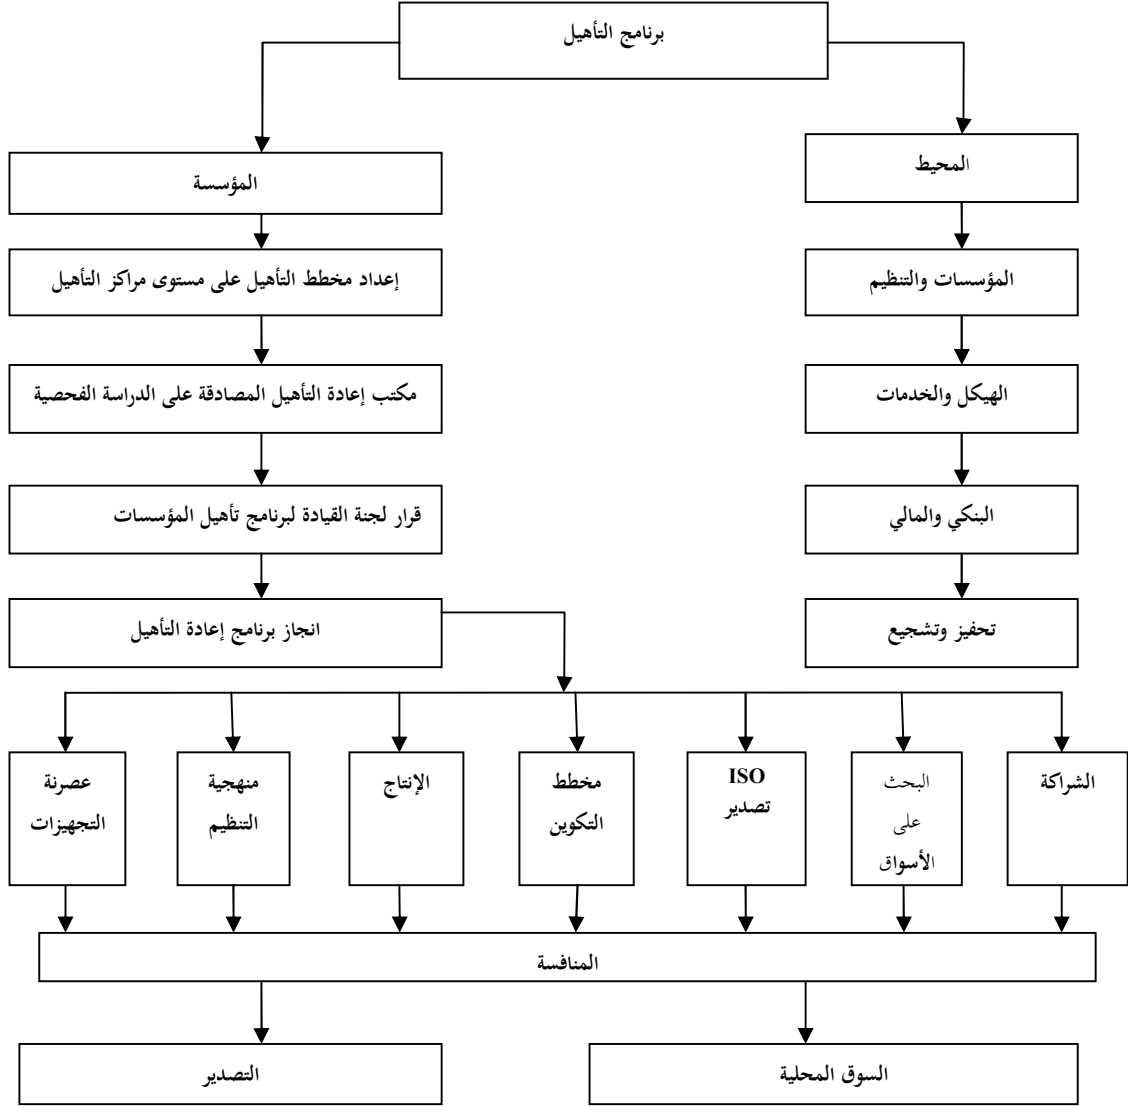 برنامج التأهيل
المحيط
المؤسسة
المؤسسات والتنظيم
إعداد مخطط التأهيل على مستوى مراكز التأهيل
الهيكل والخدمات
مكتب إعادة التأهيل المصادقة على الدراسة الفحصية
البنكي والمالي
قرار لجنة القيادة لبرنامج تأهيل المؤسسات
تحفيز وتشجيع
انجاز برنامج إعادة التأهيل
الشراكة
البحث
على
الأسواق
ISO
تصدير
مخطط
التكوين
الإنتاج
منهجية
التنظيم
عصرنة
التجهيزات
المنافسة
السوق المحلية
التصدير